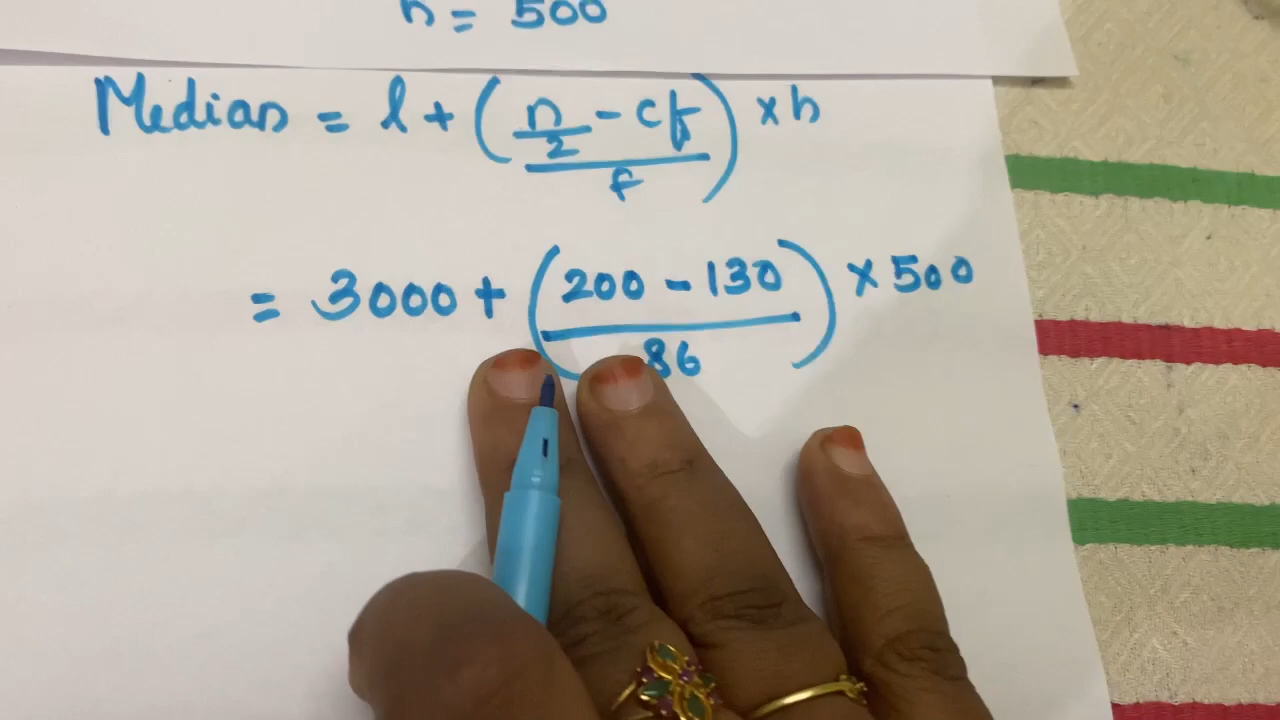 h = 500
Median = l + ( n/2 - cf / f ) × h
= 3000 + ( 200 - 130 / 86 ) × 500